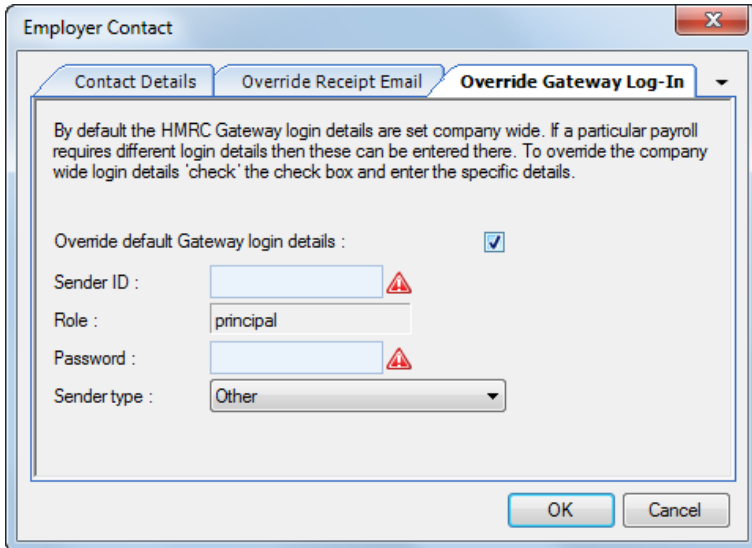 Employer Contact
Contact Details
Override Receipt Email
Override Gateway Log-In
By default the HMRC Gateway login details are set company wide. If a particular payroll
requires different login details then these can be entered there. To override the company
wide login details 'check' the check box and enter the specific details.
Override default Gateway login details :
Sender ID :
Role :
principal
Password :
Sender type :
Other
OK
Cancel